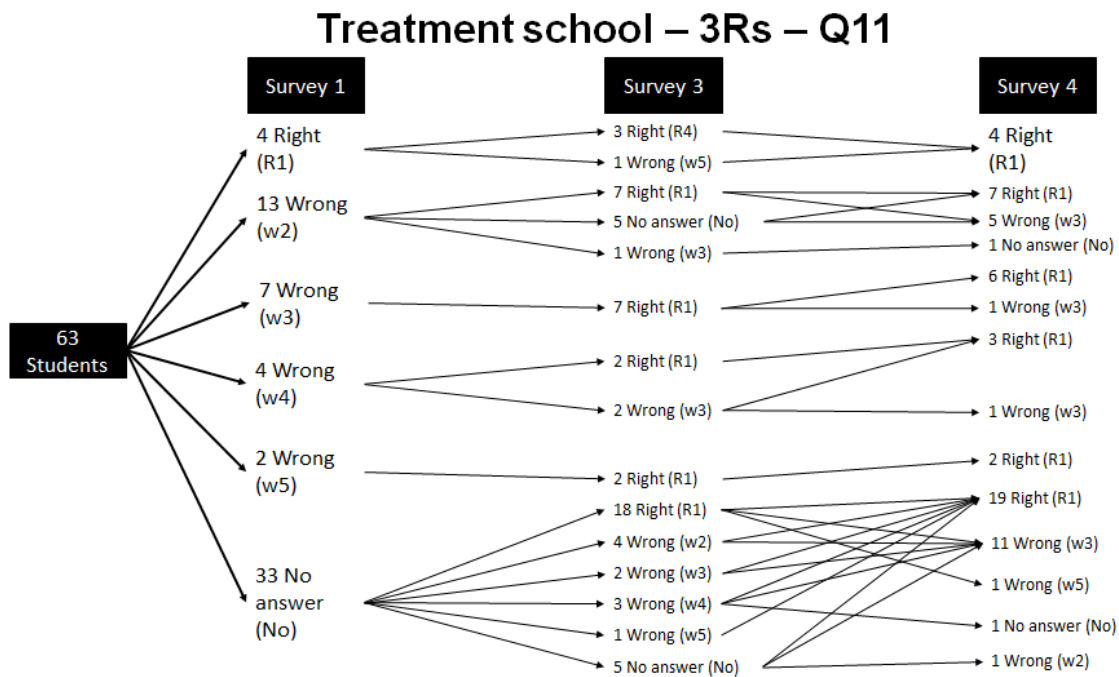 Treatment school – 3Rs – Q11
Survey 1
Survey 3
Survey 4
63
Students
4 Right
(R1)
13 Wrong
(w2)
7 Wrong
(w3)
4 Wrong
(w4)
2 Wrong
(w5)
33 No
answer
(No)
3 Right (R4)
1 Wrong (w5)
7 Right (R1)
5 No answer (No)
1 Wrong (w3)
7 Right (R1)
2 Right (R1)
2 Wrong (w3)
2 Right (R1)
18 Right (R1)
4 Wrong (w2)
2 Wrong (w3)
3 Wrong (w4)
1 Wrong (w5)
5 No answer (No)
4 Right
(R1)
7 Right (R1)
5 Wrong (w3)
1 No answer (No)
6 Right (R1)
1 Wrong (w3)
3 Right (R1)
1 Wrong (w3)
2 Right (R1)
19 Right (R1)
11 Wrong (w3)
1 Wrong (w5)
1 No answer (No)
1 Wrong (w2)